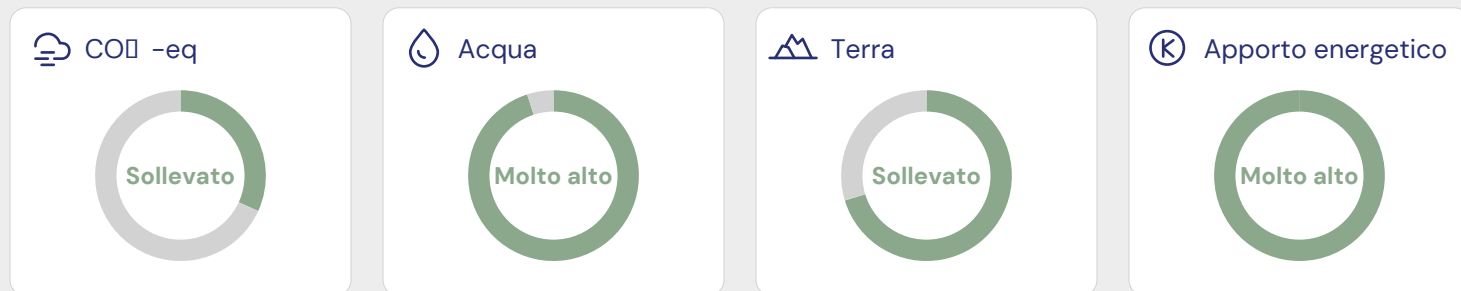 CO▯ -eq
Acqua
Terra
Apporto energetico
Sollevato
Molto alto
Sollevato
Molto alto